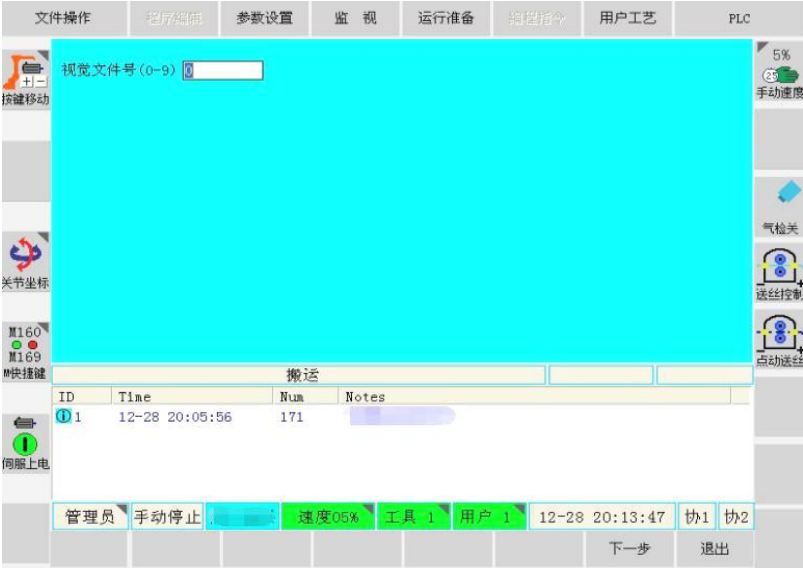 文件操作 程序编辑 参数设置 监 视 运行准备 编程指令 用户工艺 PLC
视觉文件号(0-9) 0
5%
25
手动速度
按键移动
气检关
关节坐标
送丝控制
M160
M169
M快捷键
点动送丝
搬运
ID Time Num Notes
1 12-28 20:05:56 171
伺服上电
管理员 手动停止 速度05% 工具 1 用户 1 12-28 20:13:47 协1 协2
下一步 退出